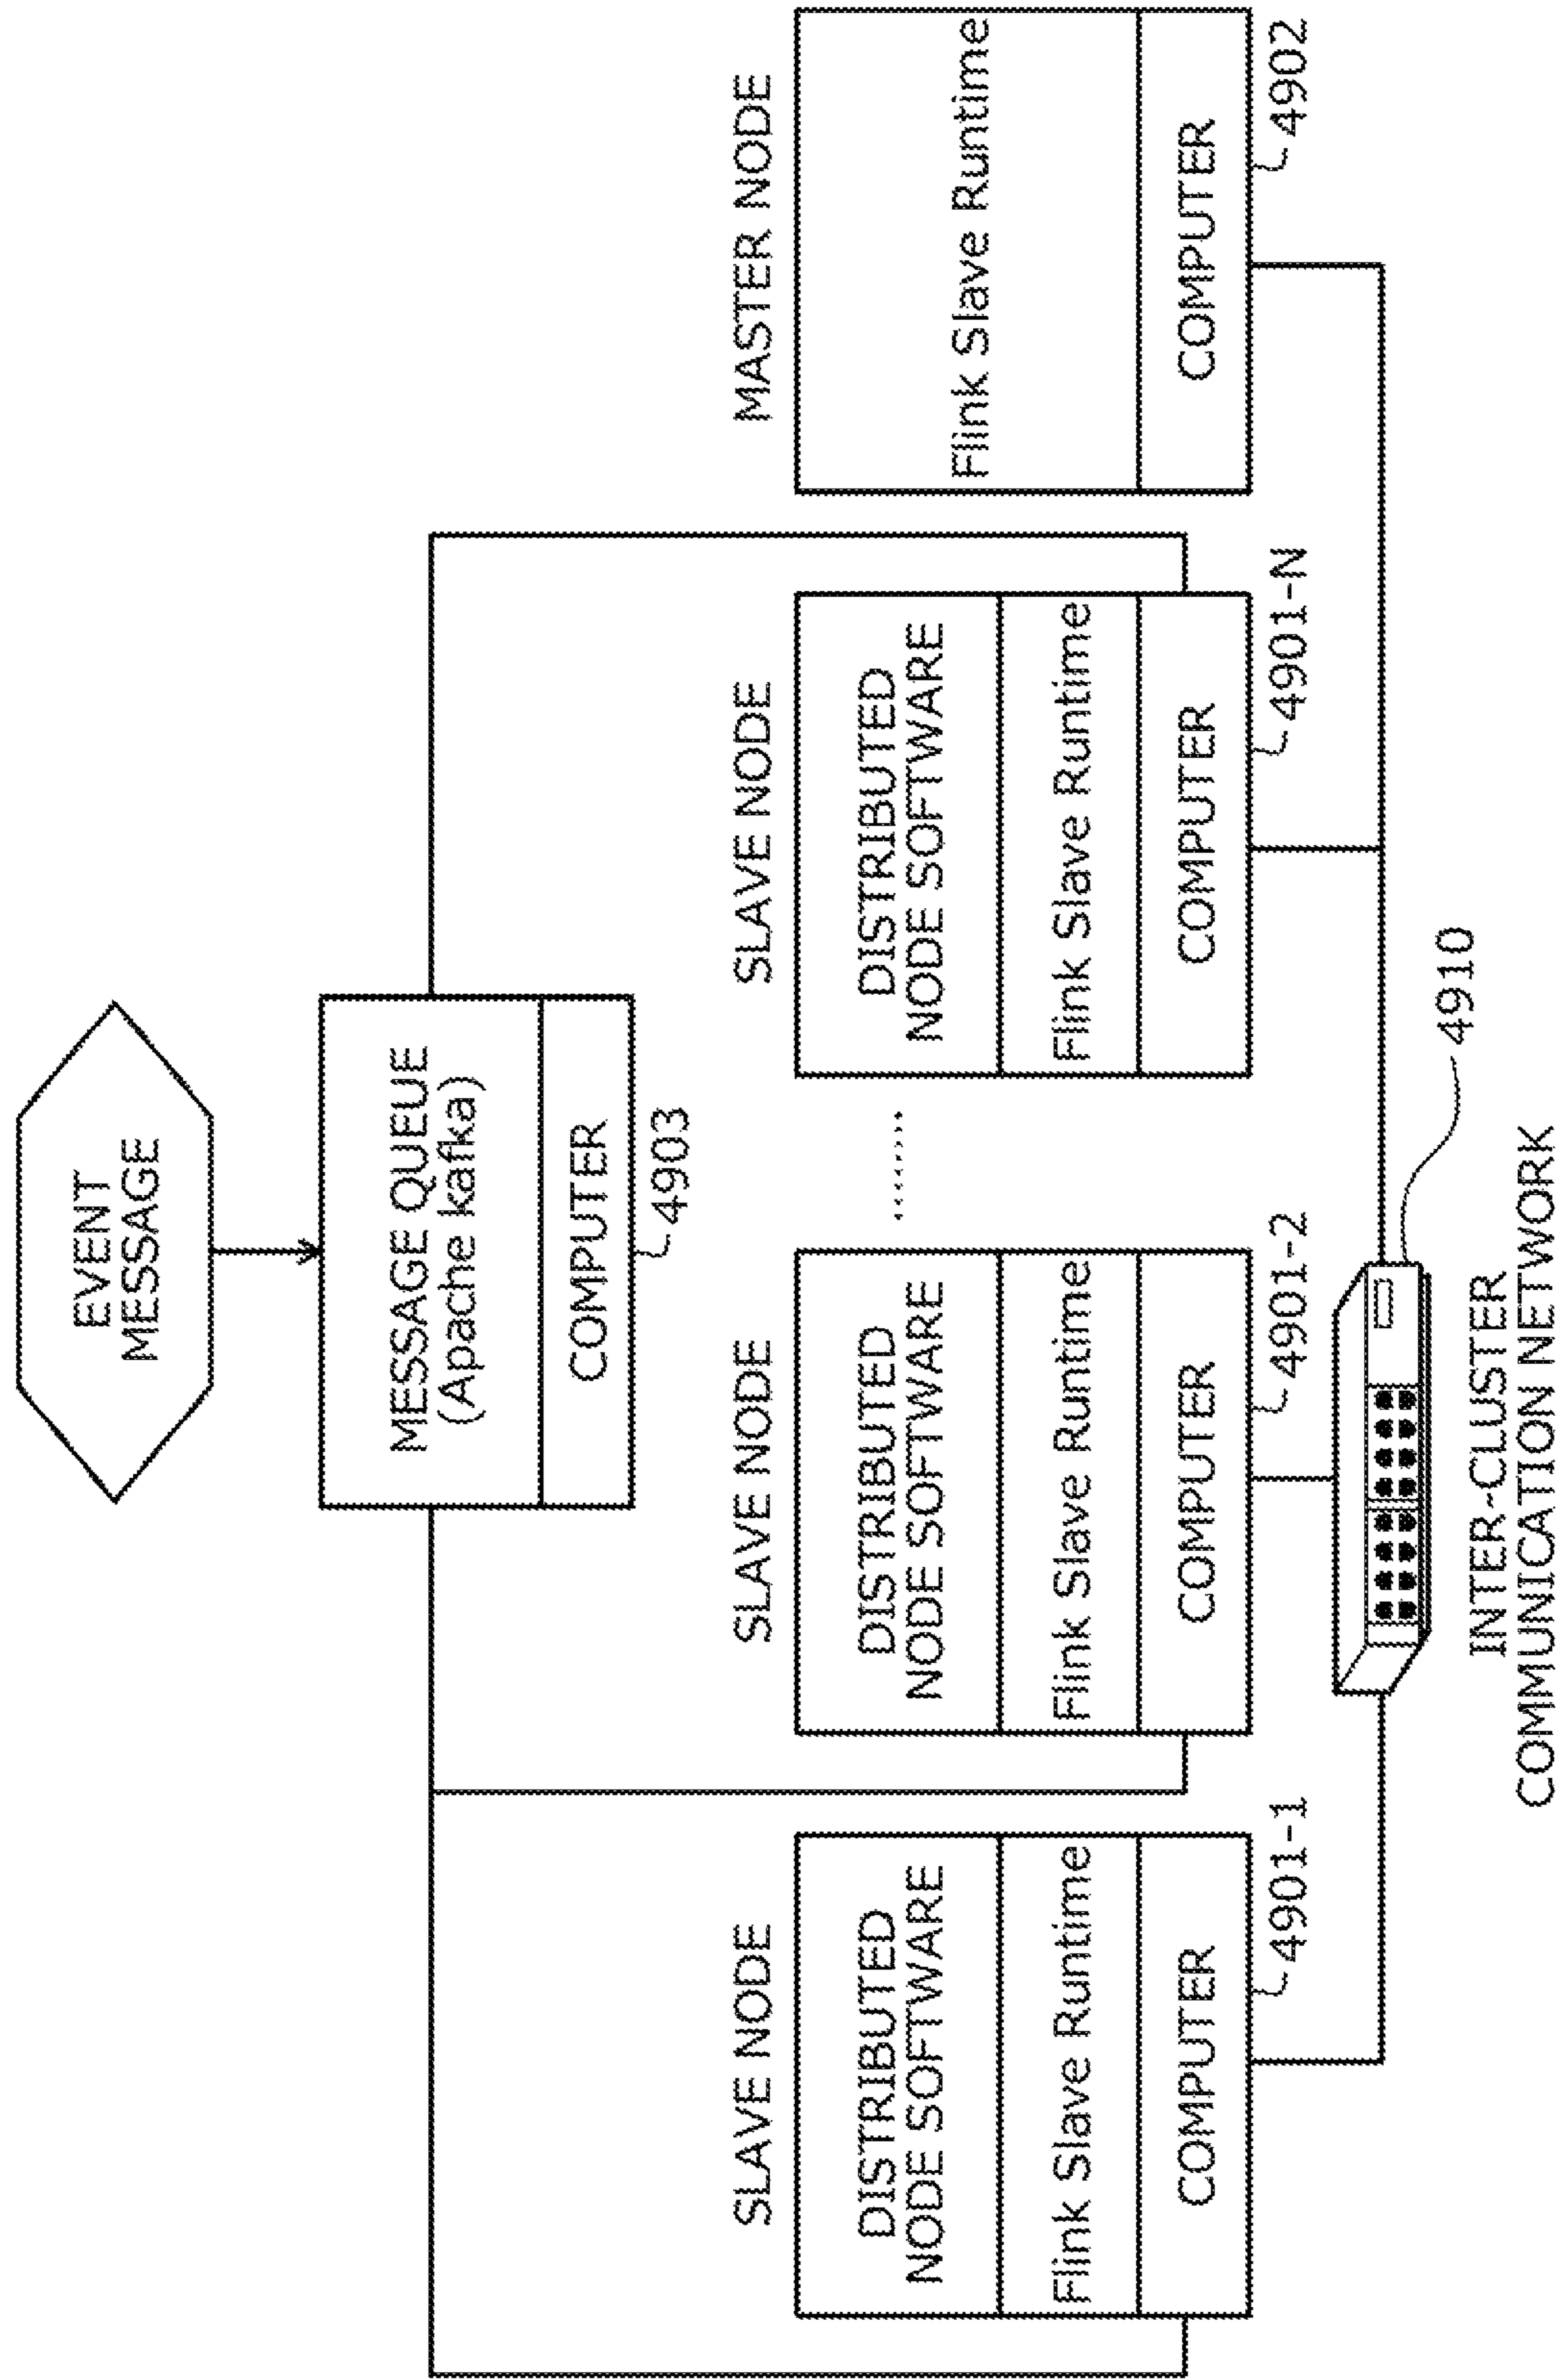 EVENT
MESSAGE
MESSAGE QUEUE
(Apache kafka)
COMPUTER
4903
SLAVE NODE
DISTRIBUTED
NODE SOFTWARE
Flink Slave Runtime
COMPUTER
4901-1
SLAVE NODE
DISTRIBUTED
NODE SOFTWARE
Flink Slave Runtime
COMPUTER
4901-2
.......
SLAVE NODE
DISTRIBUTED
NODE SOFTWARE
Flink Slave Runtime
COMPUTER
4901-N
MASTER NODE
Flink Slave Runtime
COMPUTER
4902
4910
INTER-CLUSTER
COMMUNICATION NETWORK